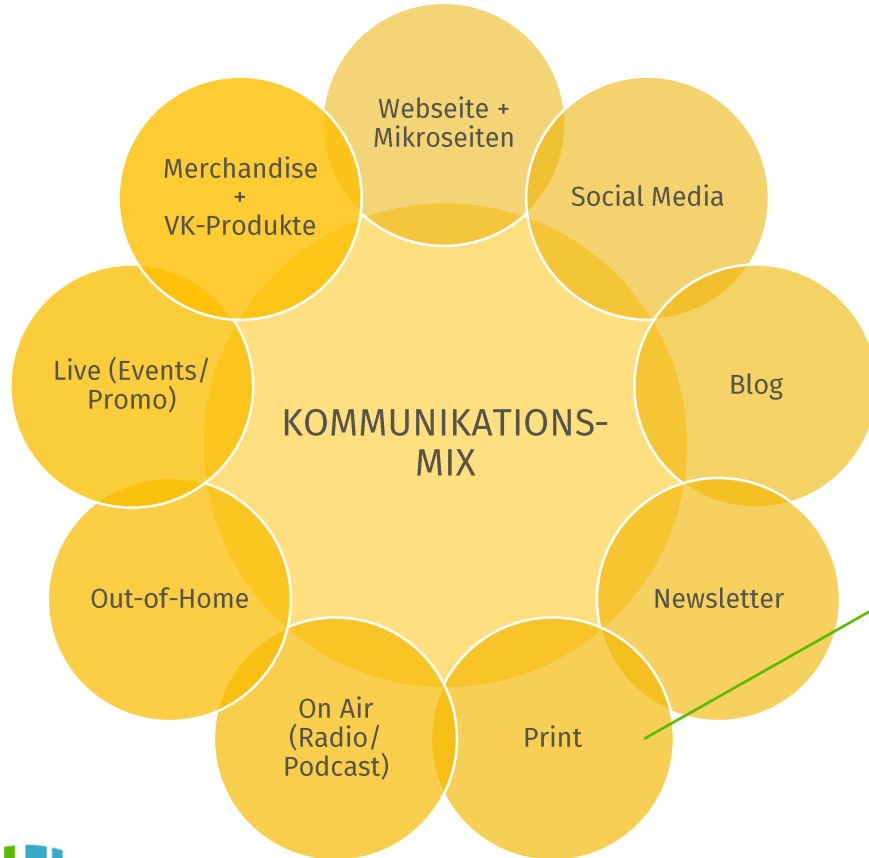 Webseite +
Mikroseiten
Social Media
Blog
Newsletter
Print
On Air
(Radio/
Podcast)
Out-of-Home
Live (Events/
Promo)
Merchandise
+
VK-Produkte
KOMMUNIKATIONS-
MIX